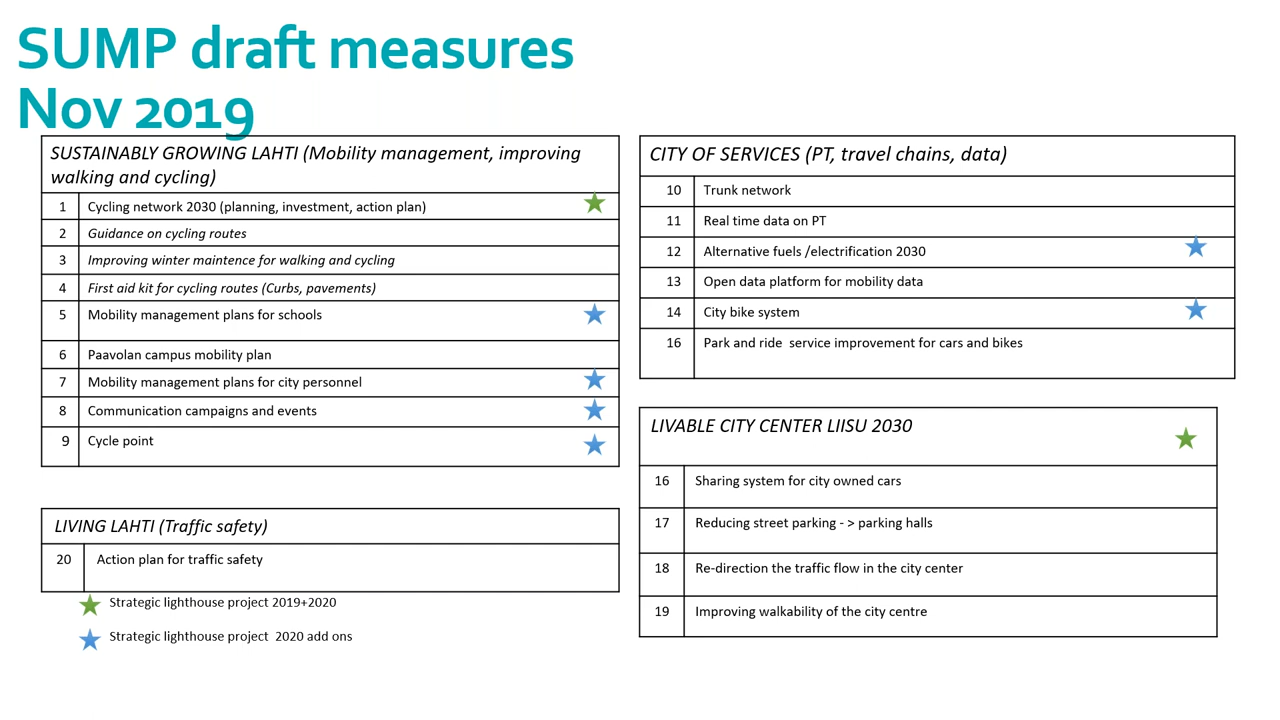 SUMP draft measures
Nov 2019
SUSTAINABLY GROWING LAHTI (Mobility management, improving
walking and cycling)
1 Cycling network 2030 (planning, investment, action plan)
2 Guidance on cycling routes
3 Improving winter maintence for walking and cycling
4 First aid kit for cycling routes (Curbs, pavements)
5 Mobility management plans for schools
6 Paavolan campus mobility plan
7 Mobility management plans for city personnel
8 Communication campaigns and events
9 Cycle point
LIVING LAHTI (Traffic safety)
20 Action plan for traffic safety
Strategic lighthouse project 2019+2020
Strategic lighthouse project 2020 add ons
CITY OF SERVICES (PT, travel chains, data)
10 Trunk network
11 Real time data on PT
12 Alternative fuels /electrification 2030
13 Open data platform for mobility data
14 City bike system
16 Park and ride service improvement for cars and bikes
LIVABLE CITY CENTER LIISU 2030
16 Sharing system for city owned cars
17 Reducing street parking - > parking halls
18 Re-direction the traffic flow in the city center
19 Improving walkability of the city centre